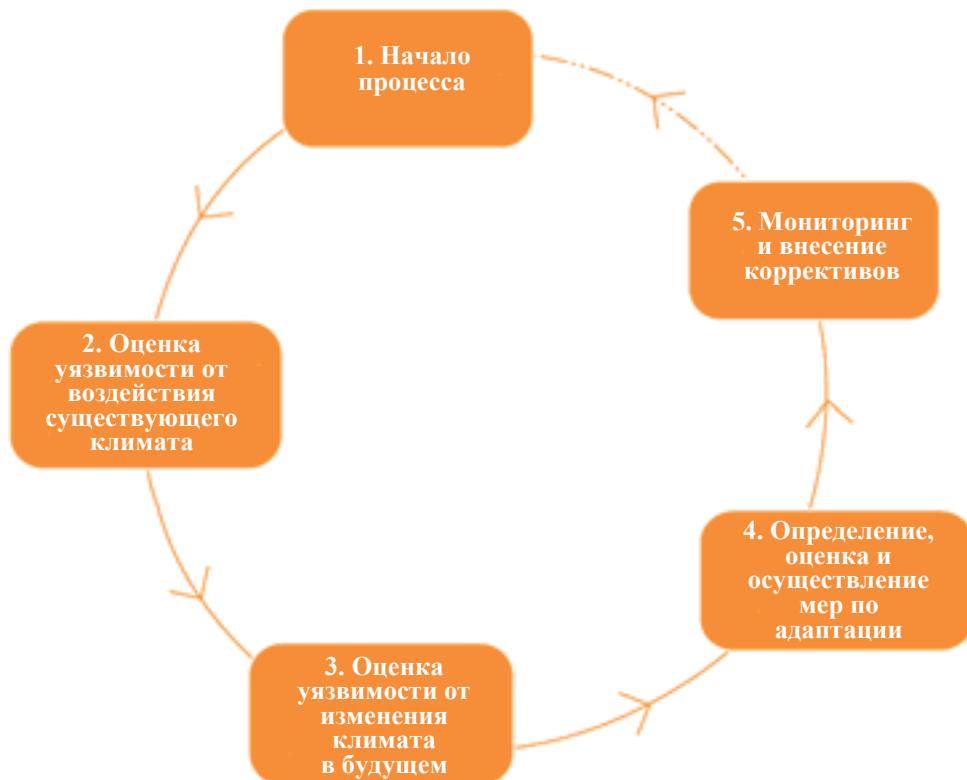 1. Начало
процесса
2. Оценка
уязвимости от
воздействия
существующего
климата
3. Оценка
уязвимости от
изменения
климата
в будущем
4. Определение,
оценка и
осуществление
мер по
адаптации
5. Мониторинг
и внесение
коррективов